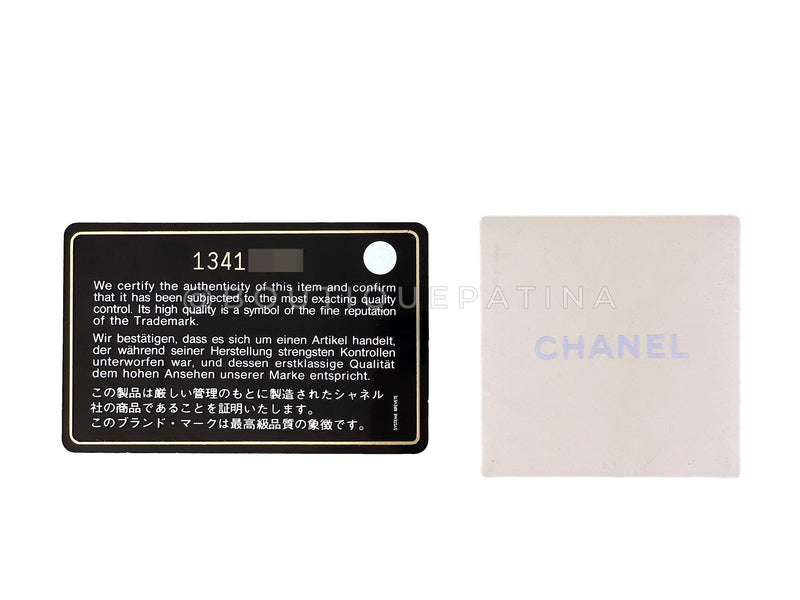 1341
We certify the authenticity of this item and confirm
that it has been subjected to the most exacting quality
control. Its high quality is a symbol of the fine reputation
of the Trademark.
Wir bestätigen, dass es sich um einen Artikel handelt,
der während seiner Herstellung strengsten Kontrollen
unterworfen war, und dessen erstklassige Qualität
dem hohen Ansehen unserer Marke entspricht.
この製品は厳しい管理のもとに製造されたシャネル
社の商品であることを証明いたします。
このブランド・マークは最高級品質の象徴です。
SYSTEME BREVETE
@BOUTIQUEPATINA
CHANEL